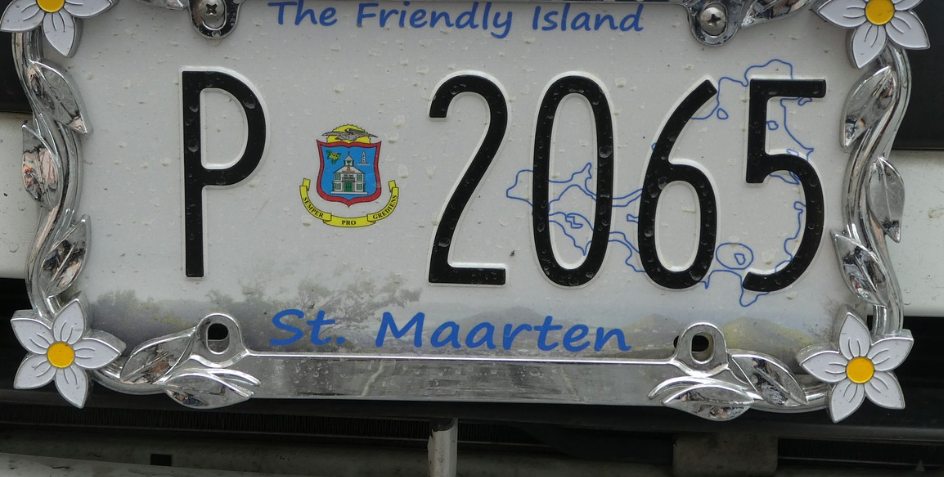 The Friendly Island
P 2065
SEMPER PRO GREDIENS
St. Maarten